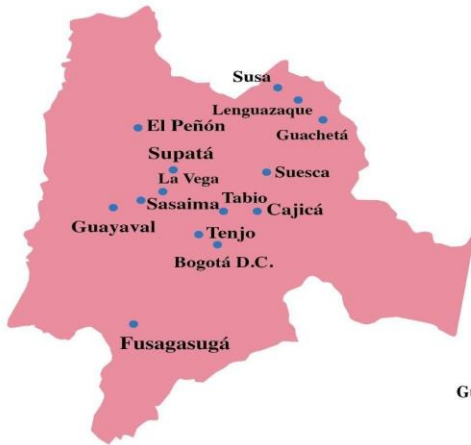 Susa
Lenguazaque
Guachetá
El Peñón
Supatá
La Vega
Suesca
Sasaima
Tabio
Cajicá
Guayaval
Tenjo
Bogotá D.C.
Fusagasugá